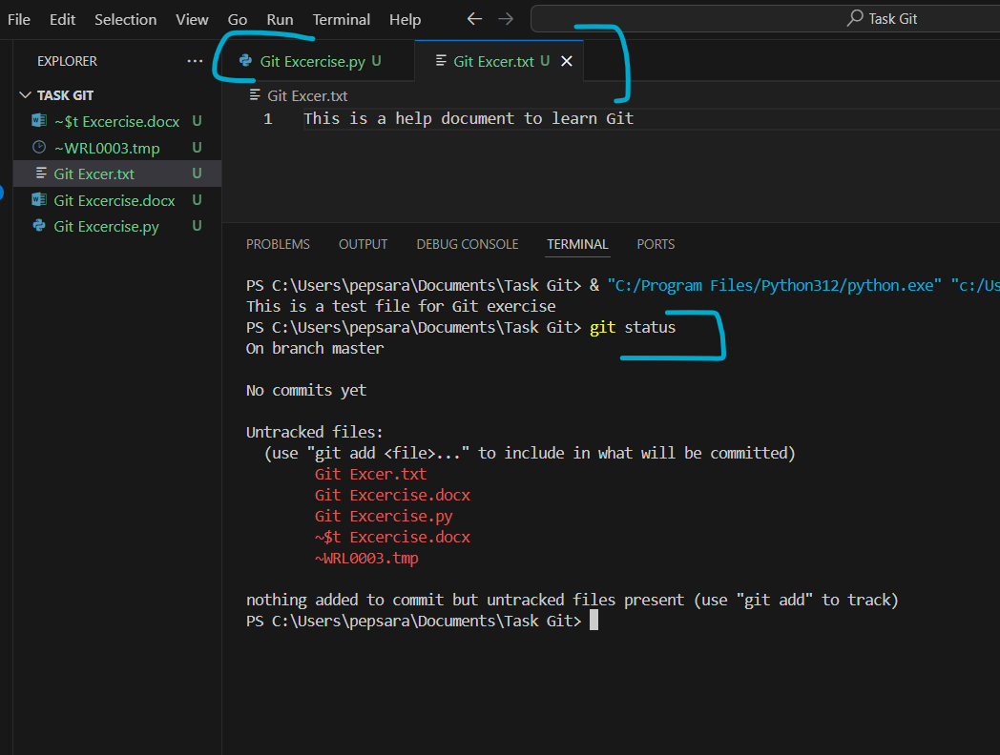 File Edit Selection View Go Run Terminal Help ← → Task Git
EXPLORER ...
Git Excercise.py U
Git Excer.txt U ×
TASK GIT
~$t Excercise.docx U
~WRL0003.tmp U
Git Excer.txt U
Git Excercise.docx U
Git Excercise.py U
Git Excer.txt
1 This is a help document to learn Git
PROBLEMS OUTPUT DEBUG CONSOLE TERMINAL PORTS
PS C:\Users\pepsara\Documents\Task Git> & "C:/Program Files/Python312/python.exe" "c:/Us
This is a test file for Git exercise
PS C:\Users\pepsara\Documents\Task Git> git status
On branch master
No commits yet
Untracked files:
(use "git add <file>..." to include in what will be committed)
Git Excer.txt
Git Excercise.docx
Git Excercise.py
~$t Excercise.docx
~WRL0003.tmp
nothing added to commit but untracked files present (use "git add" to track)
PS C:\Users\pepsara\Documents\Task Git>